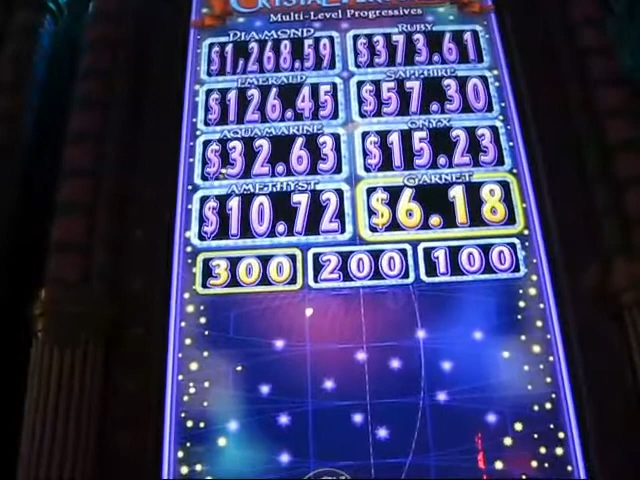 Crystal
Multi-Level Progressives
Diamond Ruby
$1,268.59 $373.61
Emerald Sapphire
$126.45 $57.30
Aquamarine Onyx
$32.63 $15.23
Amethyst Garnet
$10.72 $6.18
300 200 100